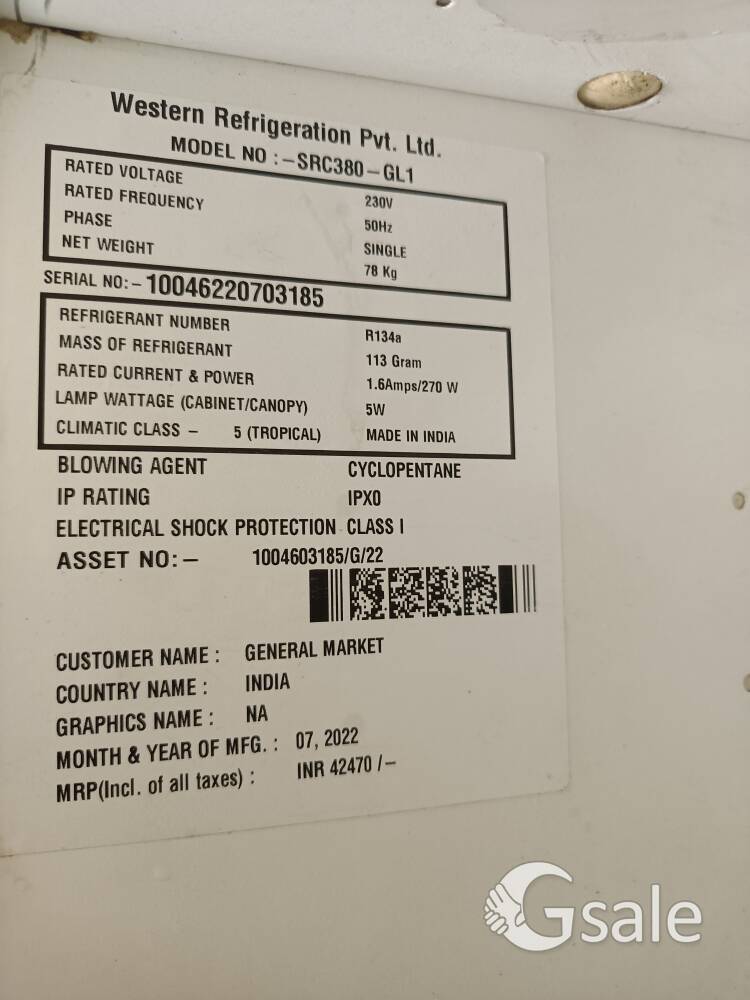 Western Refrigeration Pvt. Ltd.
MODEL NO :-SRC380-GL1
RATED VOLTAGE 230V
RATED FREQUENCY 50Hz
PHASE SINGLE
NET WEIGHT 78 Kg
SERIAL NO:- 10046220703185
REFRIGERANT NUMBER R134a
MASS OF REFRIGERANT 113 Gram
RATED CURRENT & POWER 1.6Amps/270 W
LAMP WATTAGE (CABINET/CANOPY) 5W
CLIMATIC CLASS - 5 (TROPICAL) MADE IN INDIA
BLOWING AGENT CYCLOPENTANE
IP RATING IPX0
ELECTRICAL SHOCK PROTECTION CLASS I
ASSET NO:- 1004603185/G/22
CUSTOMER NAME : GENERAL MARKET
COUNTRY NAME : INDIA
GRAPHICS NAME : NA
MONTH & YEAR OF MFG. : 07, 2022
MRP(Incl. of all taxes) : INR 42470 /-
Gsale